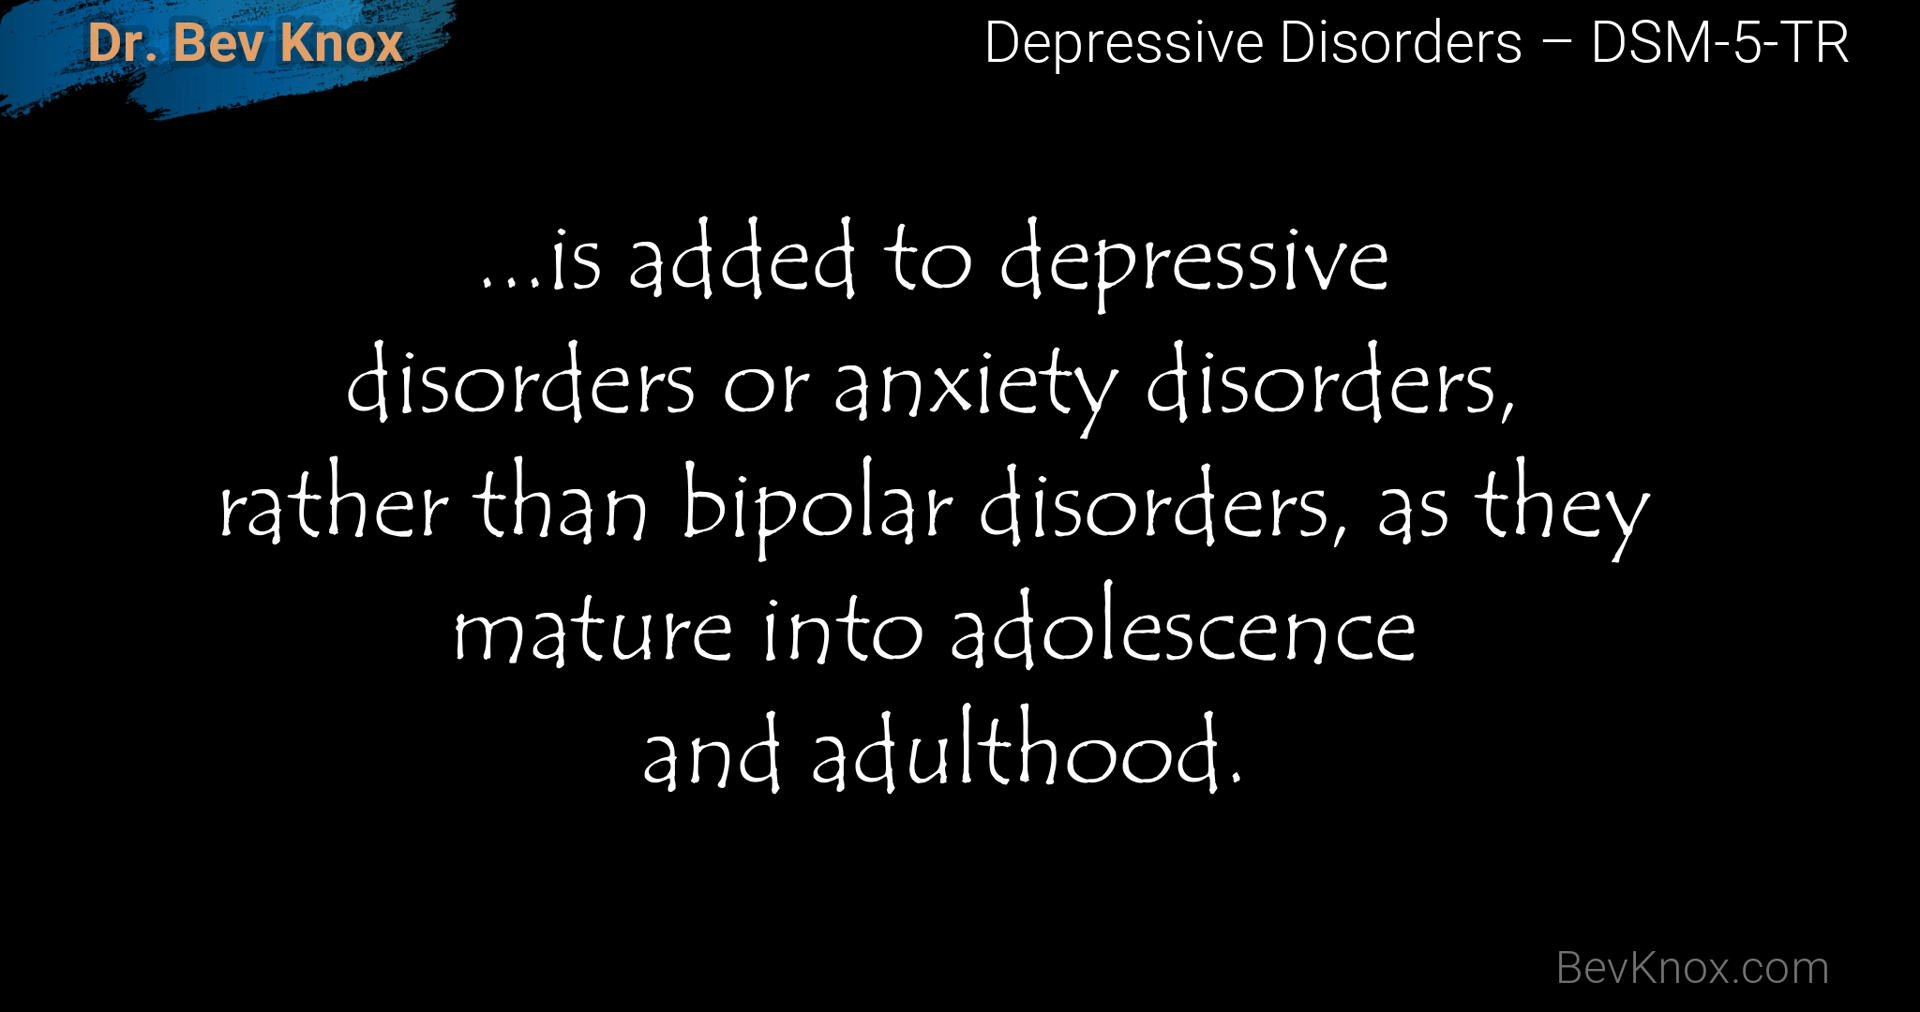 Dr. Bev Knox
Depressive Disorders – DSM-5-TR
...is added to depressive
disorders or anxiety disorders,
rather than bipolar disorders, as they
mature into adolescence
and adulthood.
BevKnox.com